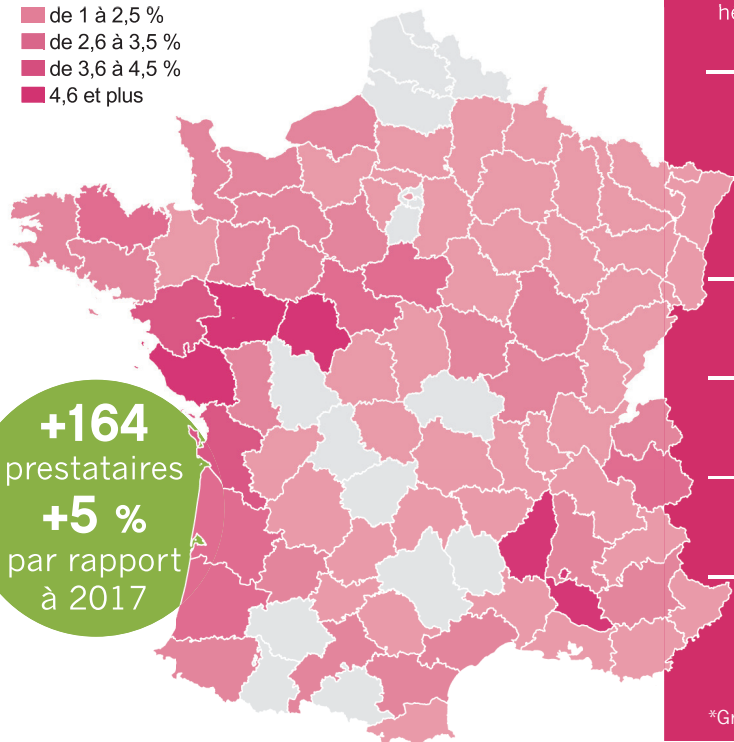 de 1 à 2,5 %
de 2,6 à 3,5 %
de 3,6 à 4,5 %
4,6 et plus
+164
prestataires
+5 %
par rapport
à 2017